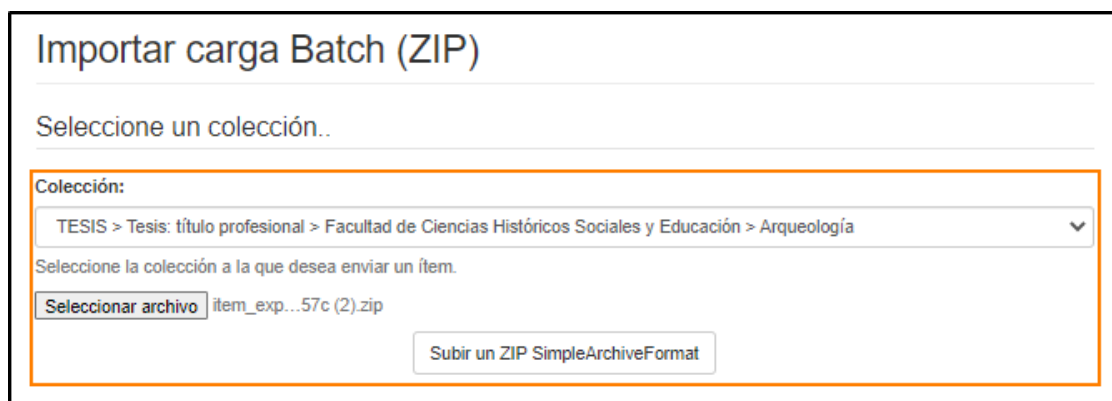 Importar carga Batch (ZIP)
Seleccione un colección..
Colección:
TESIS > Tesis: título profesional > Facultad de Ciencias Históricos Sociales y Educación > Arqueología
Seleccione la colección a la que desea enviar un ítem.
Seleccionar archivo item_exp...57c (2).zip
Subir un ZIP SimpleArchiveFormat